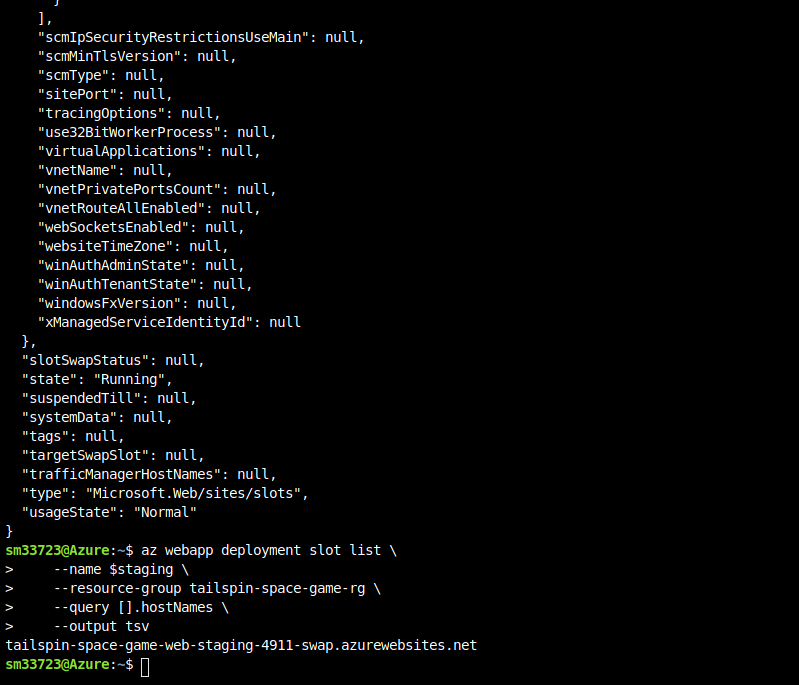 }
],
"scmIpSecurityRestrictionsUseMain": null,
"scmMinTlsVersion": null,
"scmType": null,
"sitePort": null,
"tracingOptions": null,
"use32BitWorkerProcess": null,
"virtualApplications": null,
"vnetName": null,
"vnetPrivatePortsCount": null,
"vnetRouteAllEnabled": null,
"webSocketsEnabled": null,
"websiteTimeZone": null,
"winAuthAdminState": null,
"winAuthTenantState": null,
"windowsFxVersion": null,
"xManagedServiceIdentityId": null
},
"slotSwapStatus": null,
"state": "Running",
"suspendedTill": null,
"systemData": null,
"tags": null,
"targetSwapSlot": null,
"trafficManagerHostNames": null,
"type": "Microsoft.Web/sites/slots",
"usageState": "Normal"
}
sm33723@Azure:~$ az webapp deployment slot list \
>     --name $staging \
>     --resource-group tailspin-space-game-rg \
>     --query [].hostNames \
>     --output tsv
tailspin-space-game-web-staging-4911-swap.azurewebsites.net
sm33723@Azure:~$